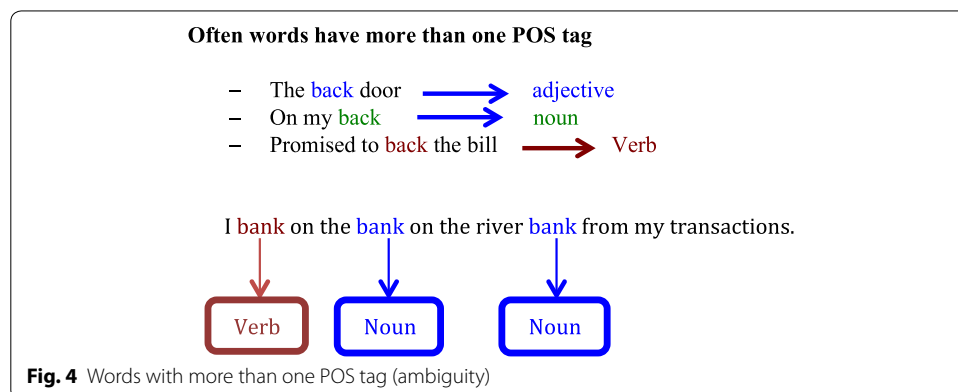 Often words have more than one POS tag
– The back door adjective
– On my back noun
– Promised to back the bill Verb
I bank on the bank on the river bank from my transactions.
Verb Noun Noun
Fig. 4 Words with more than one POS tag (ambiguity)